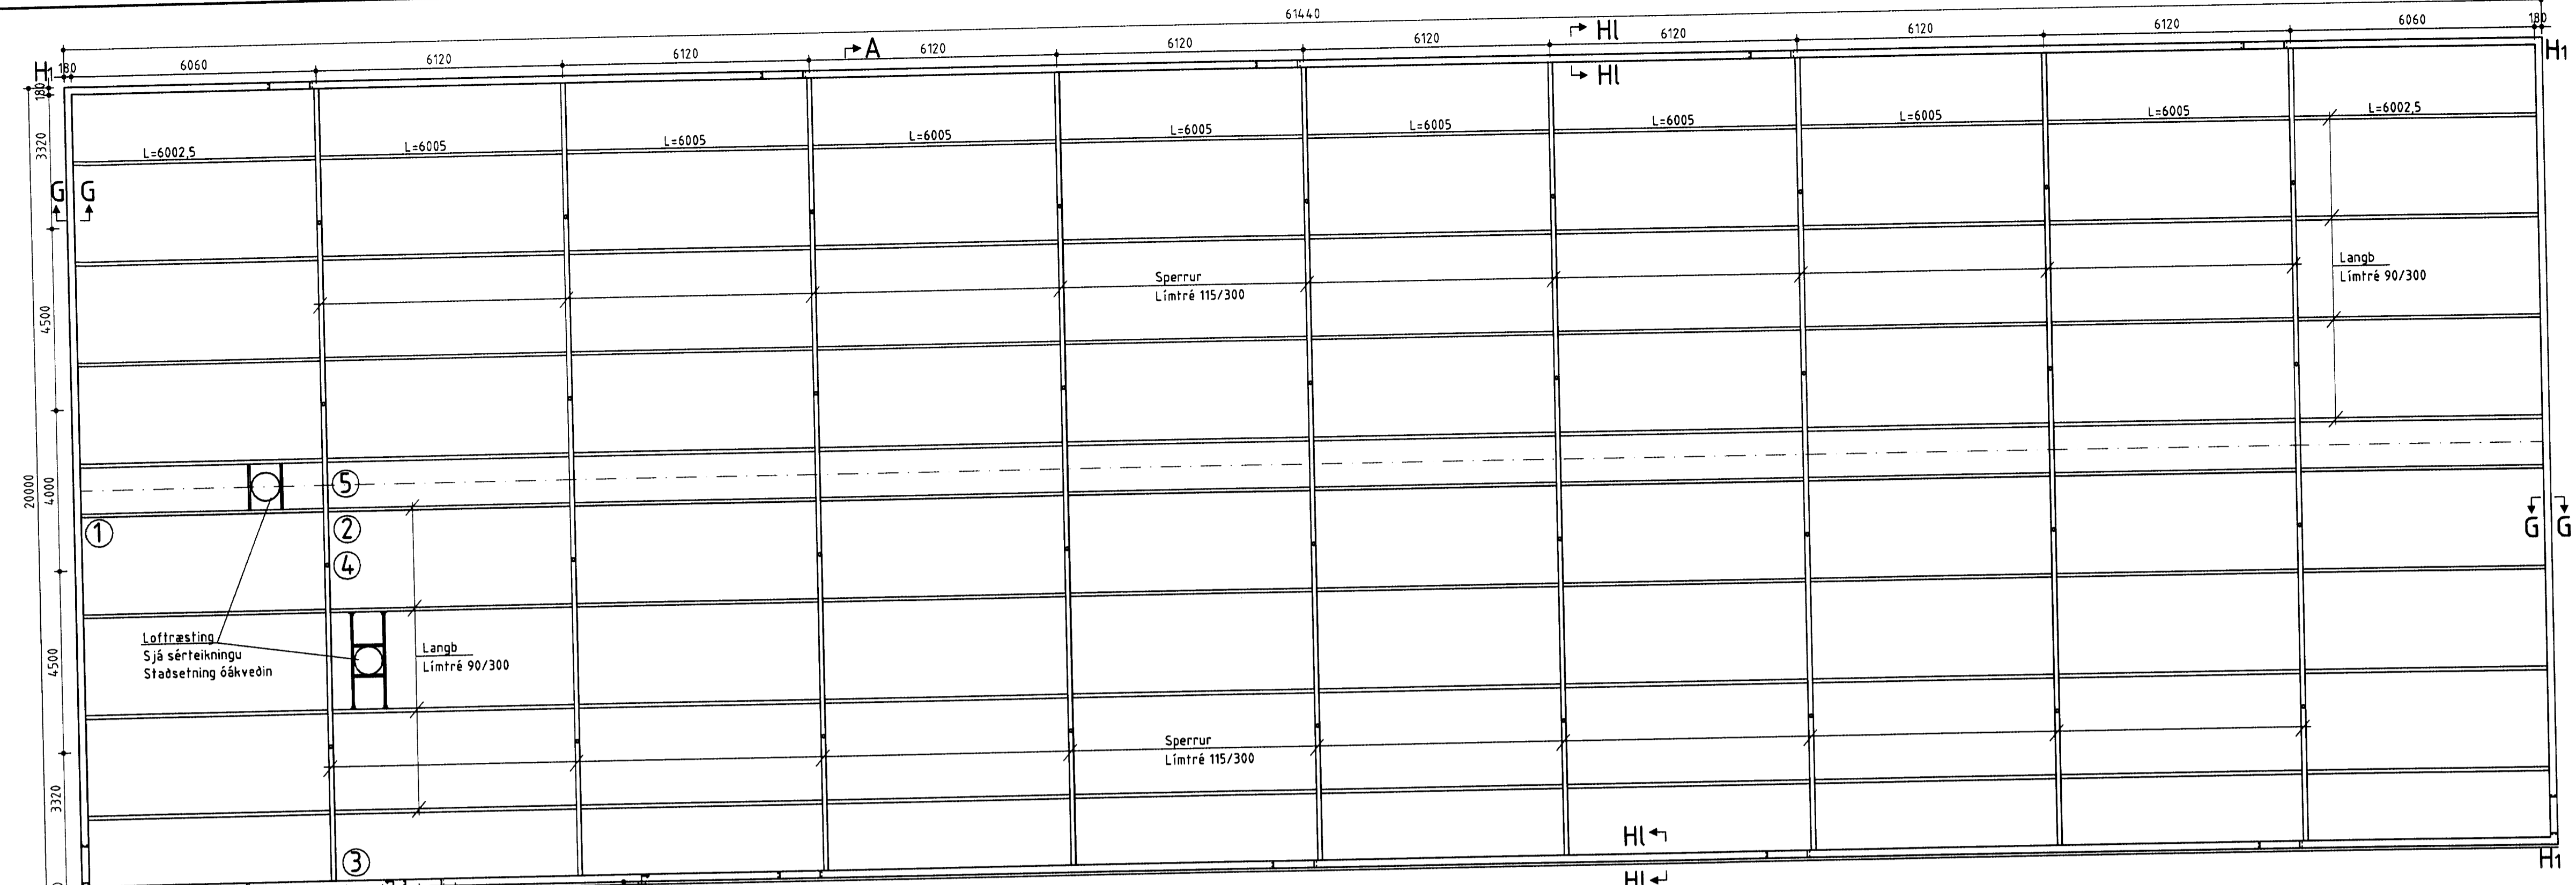 61440
180
6060
6120
6120
6120
6120
6120
6120
6120
6120
6060
180
H1
A
Hl
Hl
H1
180
3320
4500
4000
4500
3320
20000
L=6002,5
L=6005
L=6005
L=6005
L=6005
L=6005
L=6005
L=6005
L=6005
L=6002,5
G G
Sperrur
Límtré 115/300
Langb
Límtré 90/300
5
1
2
4
G G
Loftræsting
Sjá sérteikningu
Staðsetning óákveðin
Langb
Límtré 90/300
Sperrur
Límtré 115/300
3
Hl
Hl
H1